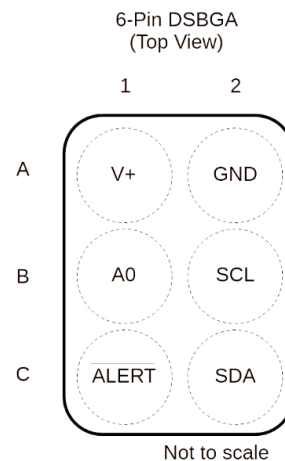 6-Pin DSBGA
(Top View)
1 2
A V+ GND
B A0 SCL
C ALERT SDA
Not to scale